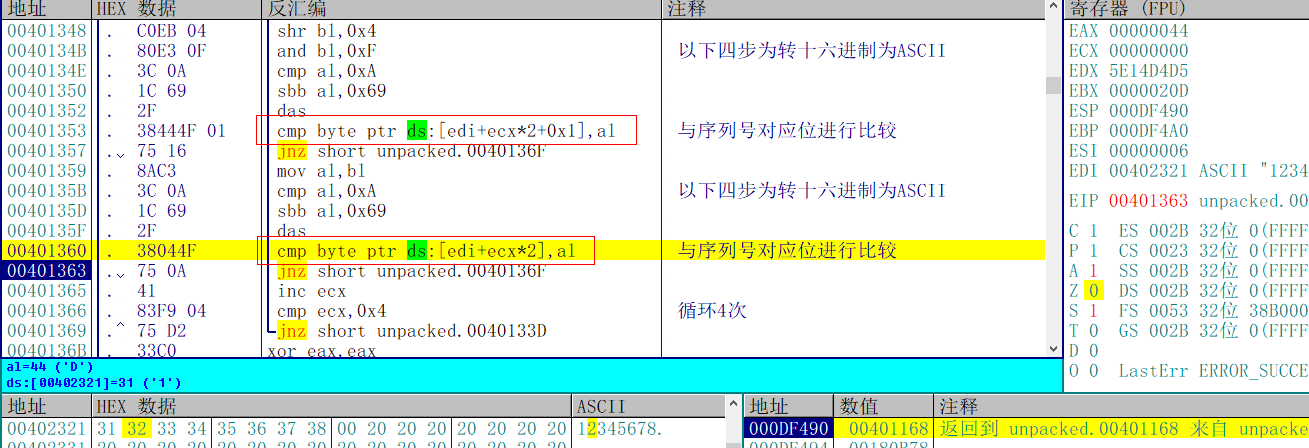 地址 HEX 数据 反汇编 注释
00401348 . C0EB 04 shr bl,0x4
0040134B . 80E3 0F and bl,0xF 以下四步为转十六进制为ASCII
0040134E . 3C 0A cmp al,0xA
00401350 . 1C 69 sbb al,0x69
00401352 . 2F das
00401353 . 38444F 01 cmp byte ptr ds:[edi+ecx*2+0x1],al 与序列号对应位进行比较
00401357 . 75 16 jnz short unpacked.0040136F
00401359 . 8AC3 mov al,bl
0040135B . 3C 0A cmp al,0xA 以下四步为转十六进制为ASCII
0040135D . 1C 69 sbb al,0x69
0040135F . 2F das
00401360 . 38044F cmp byte ptr ds:[edi+ecx*2],al 与序列号对应位进行比较
00401363 . 75 0A jnz short unpacked.0040136F
00401365 . 41 inc ecx
00401366 . 83F9 04 cmp ecx,0x4 循环4次
00401369 .^ 75 D2 jnz short unpacked.0040133D
0040136B . 33C0 xor eax,eax
寄存器 (FPU)
EAX 00000044
ECX 00000000
EDX 5E14D4D5
EBX 0000020D
ESP 000DF490
EBP 000DF4A0
ESI 00000006
EDI 00402321 ASCII "1234
EIP 00401363 unpacked.00
C 1 ES 002B 32位 0(FFFF
P 1 CS 0023 32位 0(FFFF
A 1 SS 002B 32位 0(FFFF
Z 0 DS 002B 32位 0(FFFF
S 1 FS 0053 32位 38B000
T 0 GS 002B 32位 0(FFFF
D 0
O 0 LastErr ERROR_SUCCE
al=44 ('D')
ds:[00402321]=31 ('1')
地址 HEX 数据 ASCII
00402321 31 32 33 34 35 36 37 38 00 20 20 20 20 20 20 20 12345678.
地址 数值 注释
000DF490 00401168 返回到 unpacked.00401168 来自 unpacke